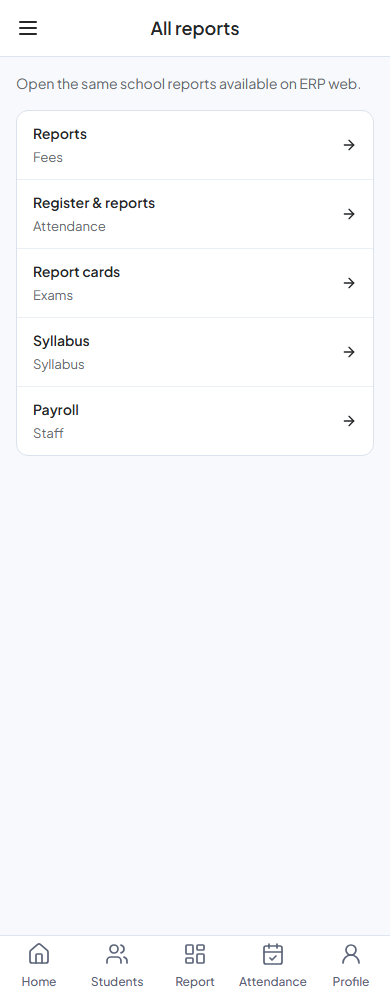 All reports
Open the same school reports available on ERP web.
Reports
Fees
Register & reports
Attendance
Report cards
Exams
Syllabus
Syllabus
Payroll
Staff
Home
Students
Report
Attendance
Profile